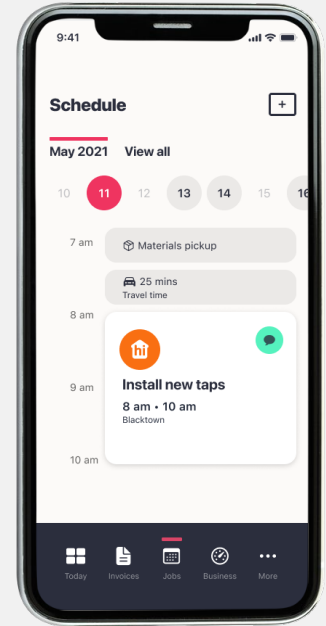 9:41
Schedule
+
May 2021 View all
10 11 12 13 14 15 16
7 am
Materials pickup
25 mins
Travel time
8 am
hi
Install new taps
9 am
8 am • 10 am
Blacktown
10 am
Today Invoices Jobs Business More